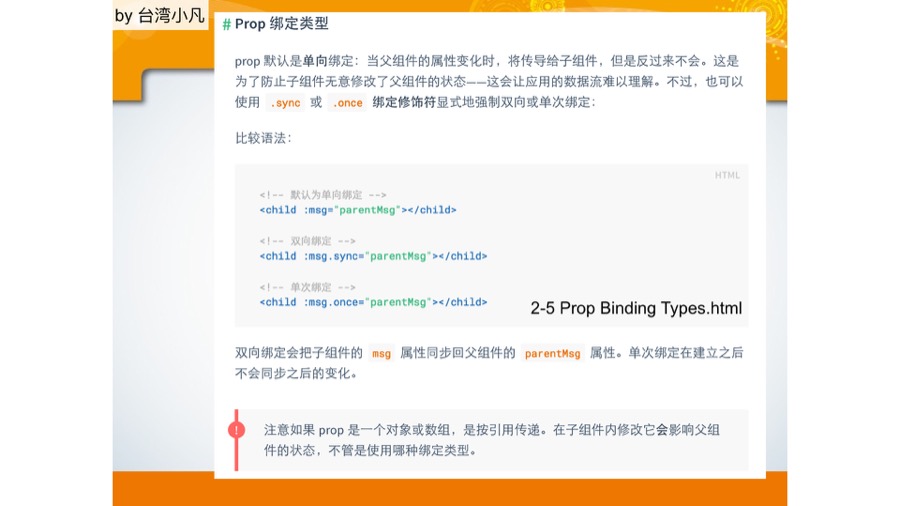 by 台湾小凡
# Prop 绑定类型
prop 默认是单向绑定：当父组件的属性变化时，将传导给子组件，但是反过来不会。这是
为了防止子组件无意修改了父组件的状态——这会让应用的数据流难以理解。不过，也可以
使用 .sync 或 .once 绑定修饰符显式地强制双向或单次绑定：
比较语法：
HTML
<!-- 默认为单向绑定 -->
<child :msg="parentMsg"></child>
<!-- 双向绑定 -->
<child :msg.sync="parentMsg"></child>
<!-- 单次绑定 -->
<child :msg.once="parentMsg"></child>
2-5 Prop Binding Types.html
双向绑定会把子组件的 msg 属性同步回父组件的 parentMsg 属性。单次绑定在建立之后
不会同步之后的变化。
!
注意如果 prop 是一个对象或数组，是按引用传递。在子组件内修改它会影响父组
件的状态，不管是使用哪种绑定类型。